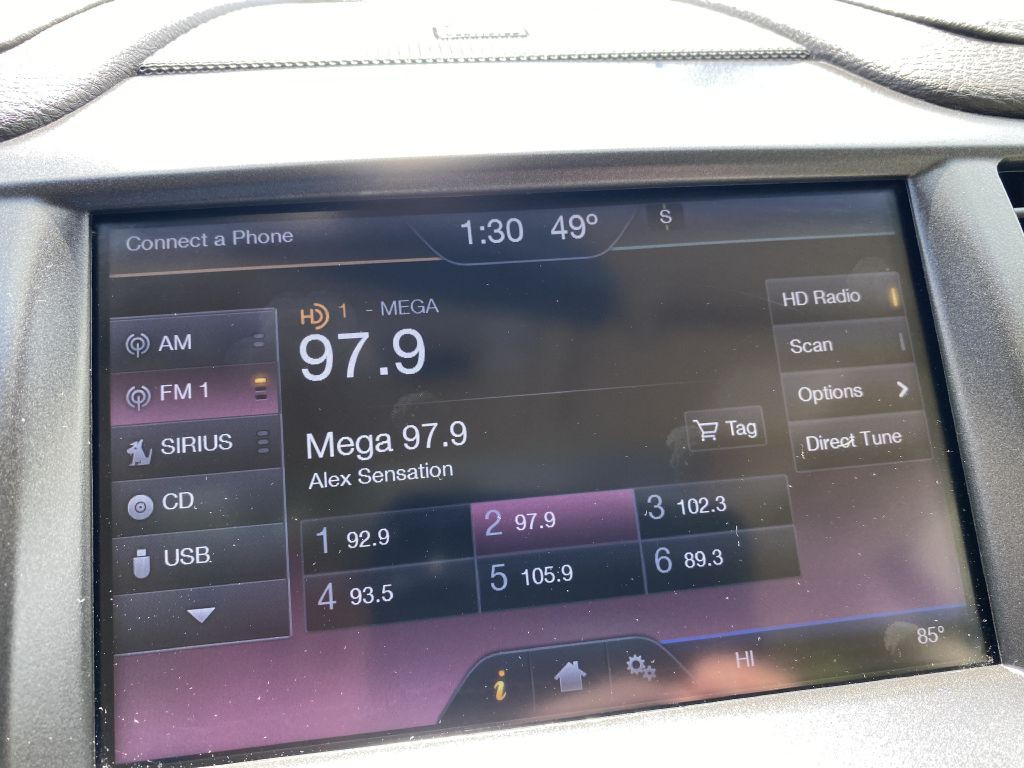 Connect a Phone
1:30 49°
S
HD 1 - MEGA
97.9
Mega 97.9
Alex Sensation
Tag
AM
FM 1
SIRIUS
CD
USB
HD Radio
Scan
Options
Direct Tune
1 92.9
2 97.9
3 102.3
4 93.5
5 105.9
6 89.3
i
HI
85°